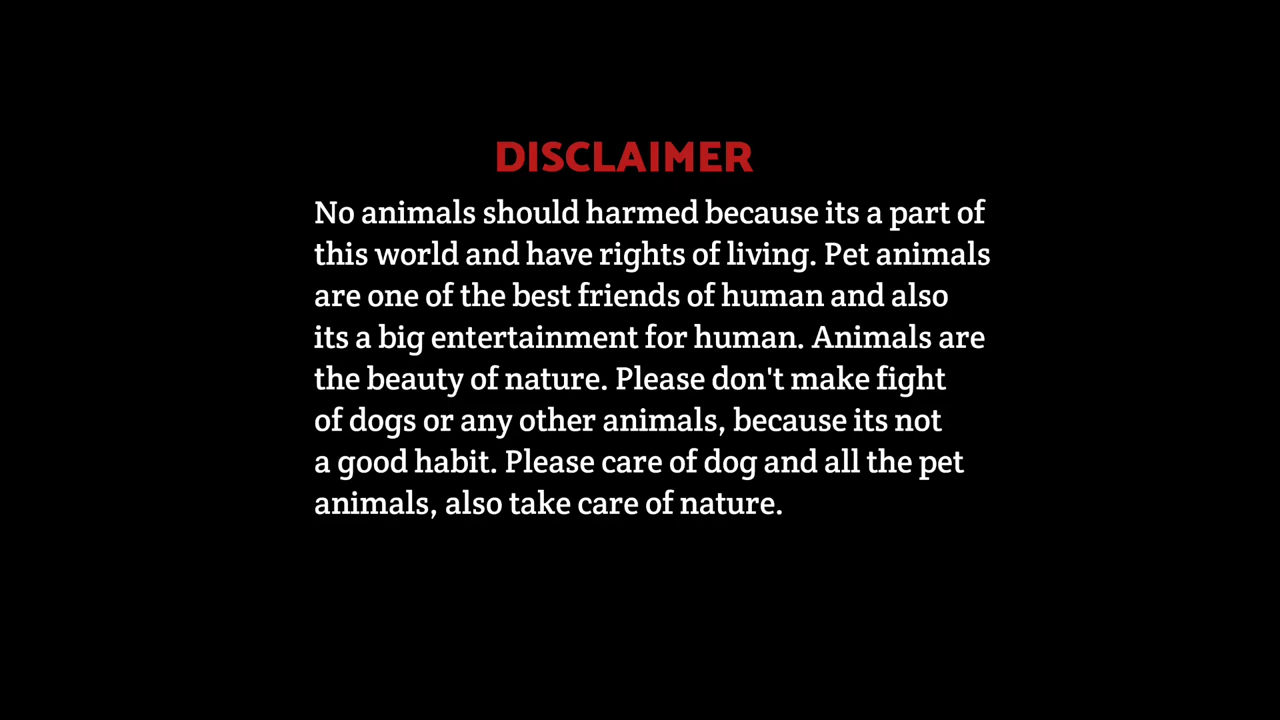 DISCLAIMER
No animals should harmed because its a part of
this world and have rights of living. Pet animals
are one of the best friends of human and also
its a big entertainment for human. Animals are
the beauty of nature. Please don't make fight
of dogs or any other animals, because its not
a good habit. Please care of dog and all the pet
animals, also take care of nature.